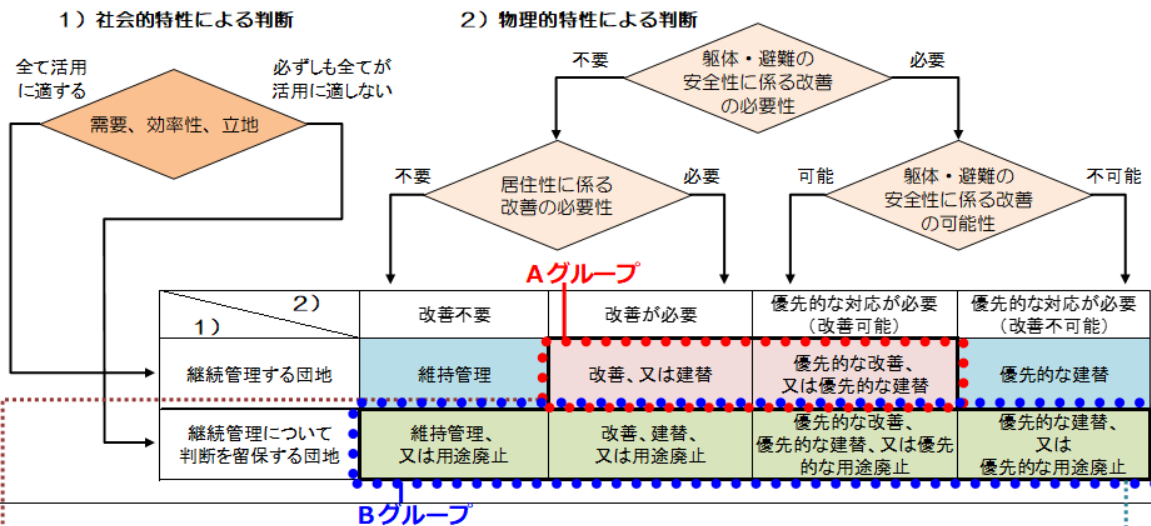 1）社会的特性による判断
2）物理的特性による判断
全て活用
に適する
必ずしも全てが
活用に適しない
需要、効率性、立地
不要
躯体・避難の
安全性に係る改善
の必要性
必要
不要
居住性に係る
改善の必要性
必要
可能
躯体・避難の
安全性に係る改善
の可能性
不可能
Aグループ
2）
1）
改善不要
改善が必要
優先的な対応が必要
（改善可能）
優先的な対応が必要
（改善不可能）
継続管理する団地
維持管理
改善、又は建替
優先的な改善、
又は優先的な建替
優先的な建替
継続管理について
判断を留保する団地
維持管理、
又は用途廃止
改善、建替、
又は用途廃止
優先的な改善、
優先的な建替、又は優先
的な用途廃止
優先的な建替、
又は
優先的な用途廃止
Bグループ